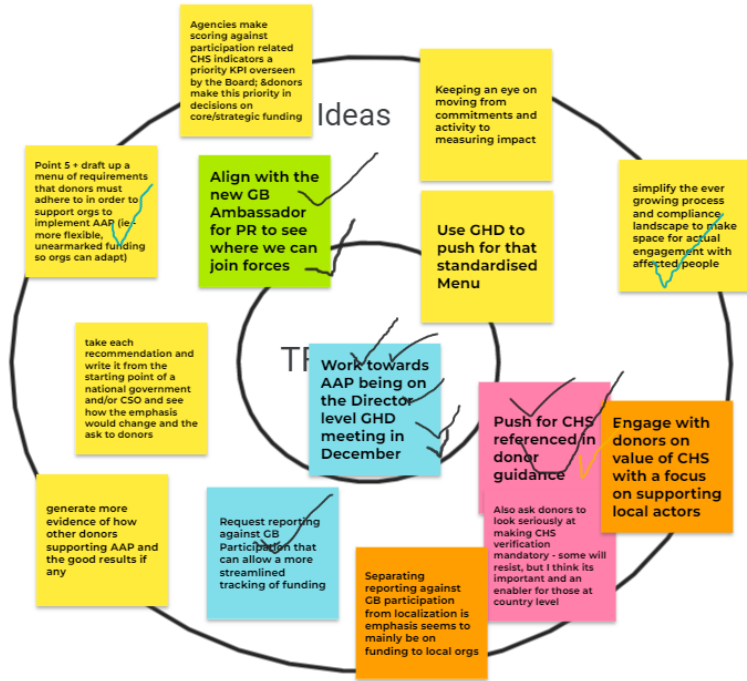 Agencies make
scoring against
participation related
CHS indicators a
priority KPI overseen
by the Board; &donors
make this priority in
decisions on
core/strategic funding
Ideas
Keeping an eye on
moving from
commitments and
activity to
measuring impact
Point 5 + draft up a
menu of requirements
that donors must
adhere to in order to
support orgs to
implement AAP (ie-
more flexible,
unearmarked funding
so orgs can adapt)
Align with the
new GB
Ambassador
for PR to see
where we can
join forces
Use GHD to
push for that
standardised
Menu
simplify the ever
growing process
and compliance
landscape to make
space for actual
engagement with
affected people
take each
recommendation and
write it from the
starting point of a
national government
and/or CSO and see
how the emphasis
would change and the
ask to donors
Work towards
AAP being on
the Director
level GHD
meeting in
December
Push for CHS
referenced in
donor
guidance
Engage with
donors on
value of CHS
with a focus
on supporting
local actors
generate more
evidence of how
other donors
supporting AAP and
the good results if
any
Request reporting
against GB
Participation that
can allow a more
streamlined
tracking of funding
Also ask donors to
look seriously at
making CHS
verification
mandatory - some
will resist, but I think its
important and an
enabler for those at
country level
Separating
reporting against
GB participation
from localization is
emphasis seems to
mainly be on
funding to local orgs